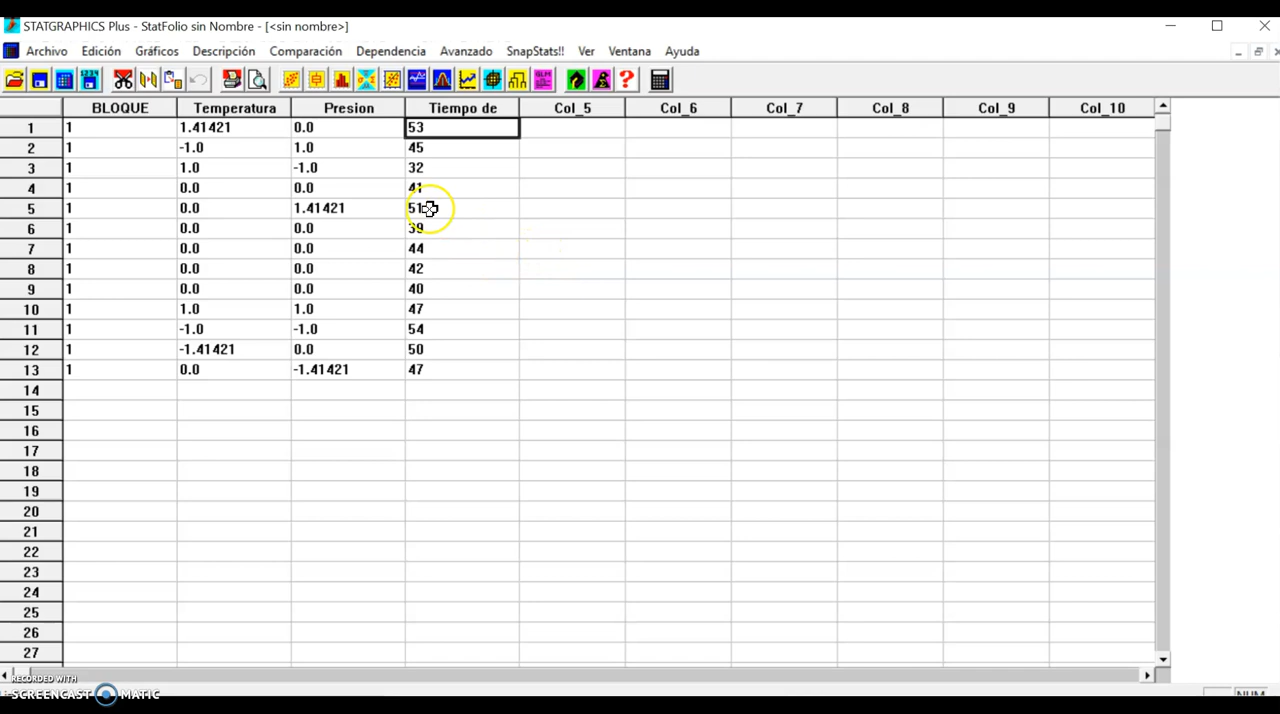 STATGRAPHICS Plus - StatFolio sin Nombre - [<sin nombre>]
Archivo Edición Gráficos Descripción Comparación Dependencia Avanzado SnapStats!! Ver Ventana Ayuda
BLOQUE Temperatura Presion Tiempo de Col_5 Col_6 Col_7 Col_8 Col_9 Col_10
1 1 1.41421 0.0 53
2 1 -1.0 1.0 45
3 1 1.0 -1.0 32
4 1 0.0 0.0 41
5 1 0.0 1.41421 51
6 1 0.0 0.0 39
7 1 0.0 0.0 44
8 1 0.0 0.0 42
9 1 0.0 0.0 40
10 1 1.0 1.0 47
11 1 -1.0 -1.0 54
12 1 -1.41421 0.0 50
13 1 0.0 -1.41421 47
14
15
16
17
18
19
20
21
22
23
24
25
26
27
RECORDED WITH
SCREENCAST MATIC
NUM